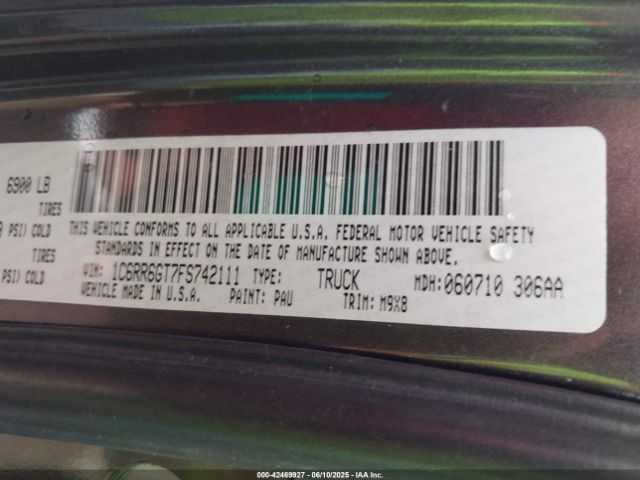 6900 LB
TIRES
PSI) COLD
TIRES
PSI) COLD
THIS VEHICLE CONFORMS TO ALL APPLICABLE U.S.A. FEDERAL MOTOR VEHICLE SAFETY
STANDARDS IN EFFECT ON THE DATE OF MANUFACTURE SHOWN ABOVE.
VIN: 1C6RR6GT7FS742111 TYPE: TRUCK MDH: 060710 306AA
MADE IN U.S.A. PAINT: PAU TRIM: M9X8
000-42469927 - 06/10/2025 - IAA Inc.